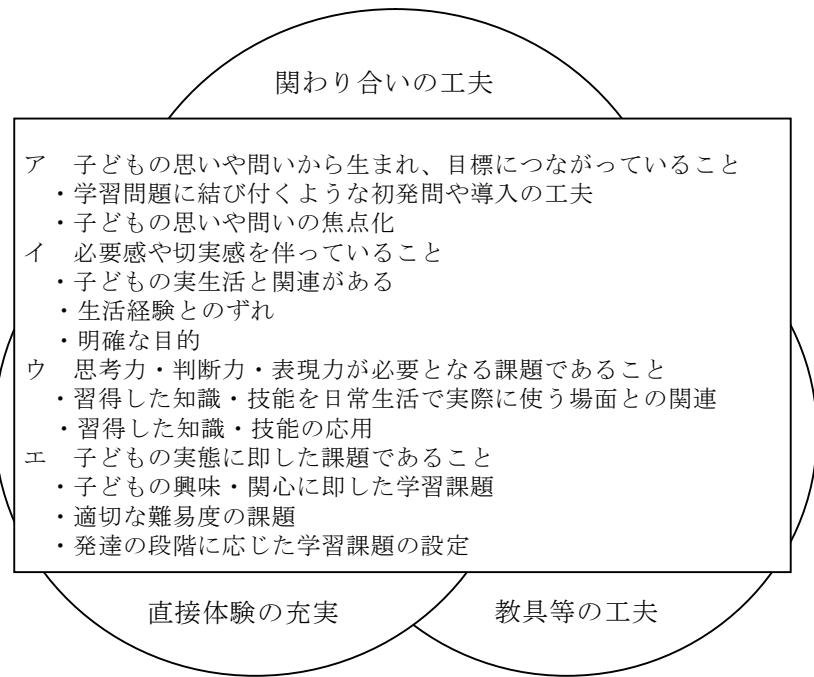 関わり合いの工夫
ア　子どもの思いや問いから生まれ、目標につながっていること
・学習問題に結び付くような初発問や導入の工夫
・子どもの思いや問いの焦点化
イ　必要感や切実感を伴っていること
・子どもの実生活と関連がある
・生活経験とのずれ
・明確な目的
ウ　思考力・判断力・表現力が必要となる課題であること
・習得した知識・技能を日常生活で実際に使う場面との関連
・習得した知識・技能の応用
エ　子どもの実態に即した課題であること
・子どもの興味・関心に即した学習課題
・適切な難易度の課題
・発達の段階に応じた学習課題の設定
直接体験の充実
教具等の工夫